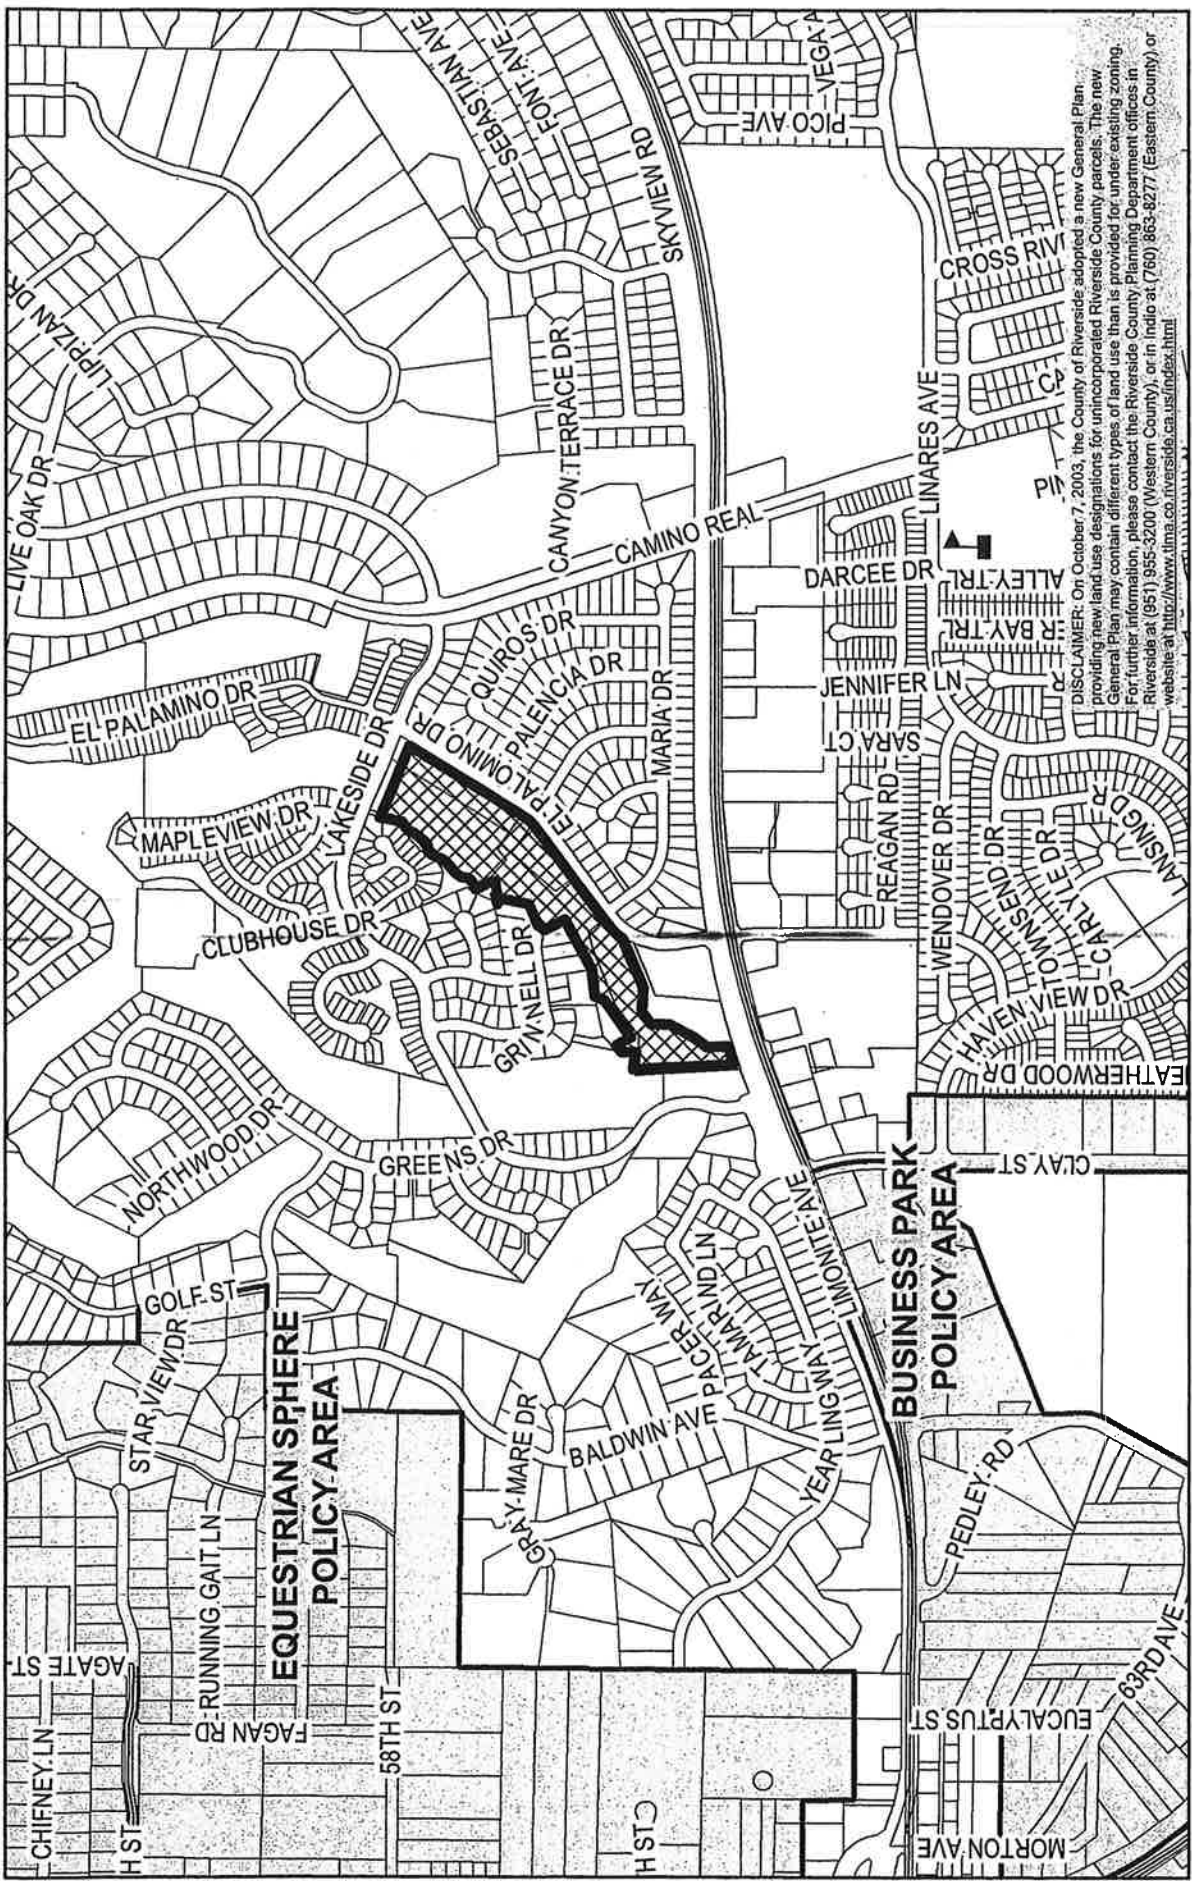 SEBASTIAN AVE
FONT AVE
SKYVIEW RD
PICO AVE
VEGA A
LIPPIZAN DR
LIVE OAK DR
CANYON TERRACE DR
CROSS RIV
CA
LINARES AVE
PIN
CAMINO REAL
DARCEE DR
ALLEY TRL
ER BAY TRL
JENNIFER LN
R
SARA CT
REAGAN RD
QUIROS DR
PALENCIA DR
MARIA DR
EL PALAMINO DR
EL PALOMINO DR
LAKESIDE DR
MAPLEVIEW DR
CLUBHOUSE DR
GRINNELL DR
WENDOVER DR
TOWNSEND DR
CARLYLE DR
LANSING DR
HAVEN VIEW DR
EATHERWOOD DR
NORTHWOOD DR
GREENS DR
GOLF ST
STAR VIEW DR
EQUESTRIAN SPHERE
POLICY AREA
BUSINESS PARK
POLICY AREA
CLAY ST
LIMONITE AVE
TAMARIND LN
PACER WAY
YEARLING WAY
BALDWIN AVE
GRAY MARE DR
PEDLEY RD
RUNNING GAIT LN
AGATE ST
CHIFNEY LN
FAGAN RD
58TH ST
H ST
H ST
C
EUCALYPTUS ST
63RD AVE
MORTON AVE
DISCLAIMER: On October 7, 2003, the County of Riverside adopted a new General Plan
providing new land use designations for unincorporated Riverside County parcels. The new
General Plan may contain different types of land use than is provided for under existing zoning.
For further information, please contact the Riverside County Planning Department offices in
Riverside at (951) 955-3200 (Western County), or in Indio at (760) 863-8277 (Eastern County) or
website at http://www.tlma.co.riverside.ca.us/index.html